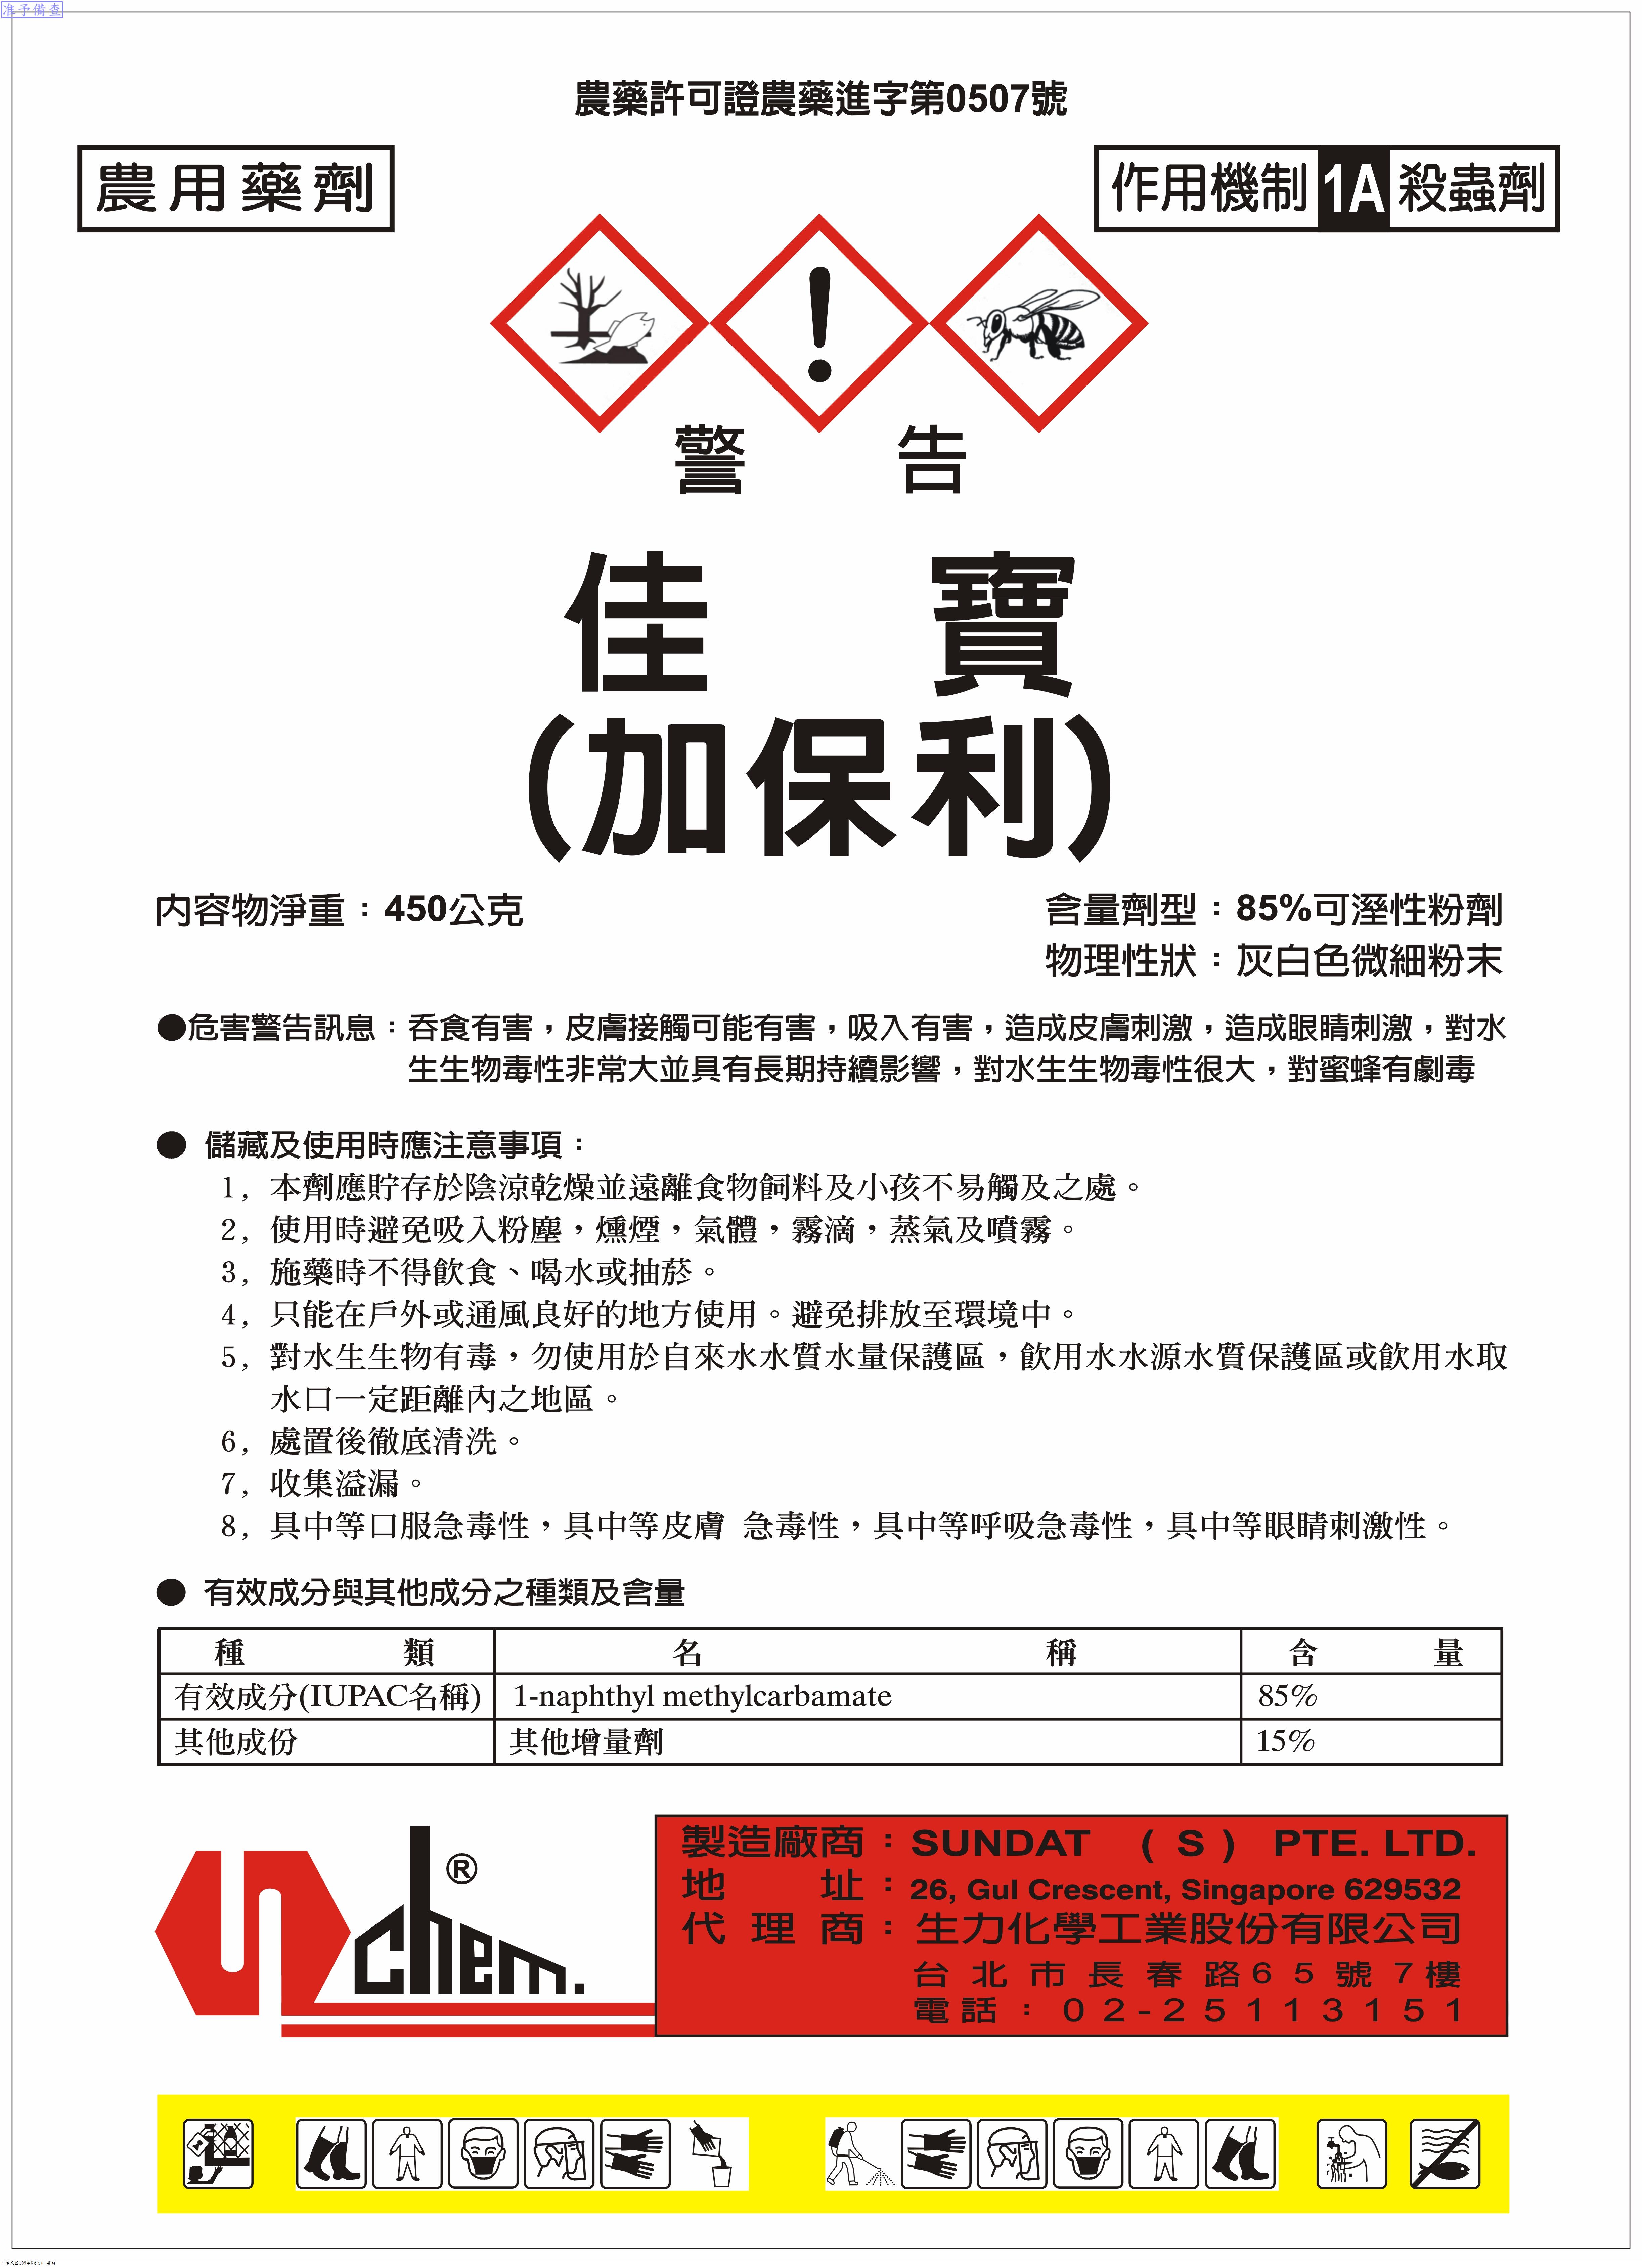 准予備查
農藥許可證農藥進字第0507號
農用藥劑
作用機制 1A 殺蟲劑
警告
佳寶
(加保利)
內容物淨重：450公克
含量劑型：85%可溼性粉劑
物理性狀：灰白色微細粉末
●危害警告訊息：吞食有害，皮膚接觸可能有害，吸入有害，造成皮膚刺激，造成眼睛刺激，對水
生生物毒性非常大並具有長期持續影響，對水生生物毒性很大，對蜜蜂有劇毒
● 儲藏及使用時應注意事項：
1, 本劑應貯存於陰涼乾燥並遠離食物飼料及小孩不易觸及之處。
2, 使用時避免吸入粉塵，燻煙，氣體，霧滴，蒸氣及噴霧。
3, 施藥時不得飲食、喝水或抽菸。
4, 只能在戶外或通風良好的地方使用。避免排放至環境中。
5, 對水生生物有毒，勿使用於自來水水質水量保護區，飲用水水源水質保護區或飲用水取
水口一定距離內之地區。
6, 處置後徹底清洗。
7, 收集溢漏。
8, 具中等口服急毒性，具中等皮膚 急毒性，具中等呼吸急毒性，具中等眼睛刺激性。
● 有效成分與其他成分之種類及含量
種類 名稱 含量
有效成分(IUPAC名稱) 1-naphthyl methylcarbamate 85%
其他成份 其他增量劑 15%
chem. ®
製造廠商：SUNDAT (S) PTE. LTD.
地址：26, Gul Crescent, Singapore 629532
代理商：生力化學工業股份有限公司
台北市長春路65號7樓
電話：02-25113151